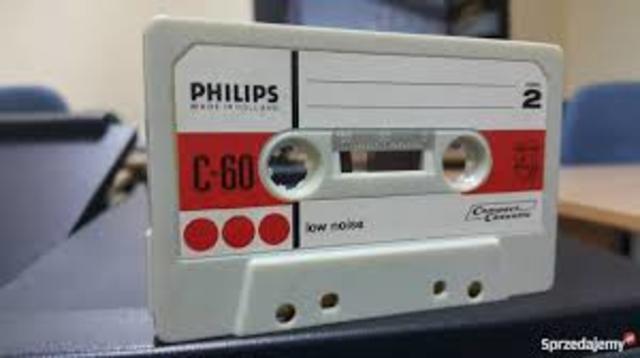 PHILIPS
MADE IN HOLLAND
2
C-60
low noise
Compact
Cassette
Sprzedajemy